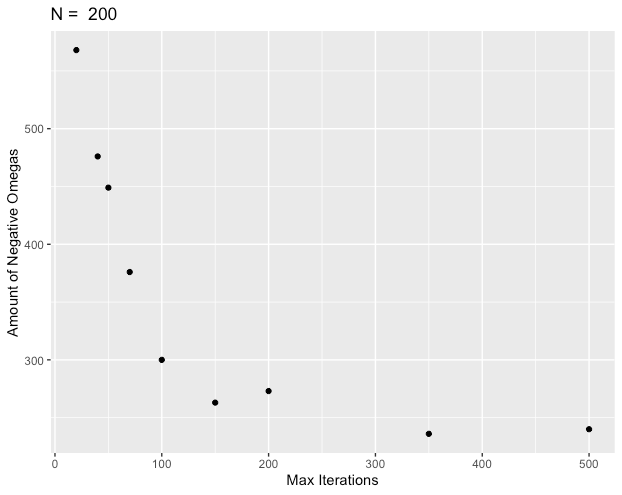 N = 200
Amount of Negative Omegas
500
400
300
0 100 200 300 400 500
Max Iterations